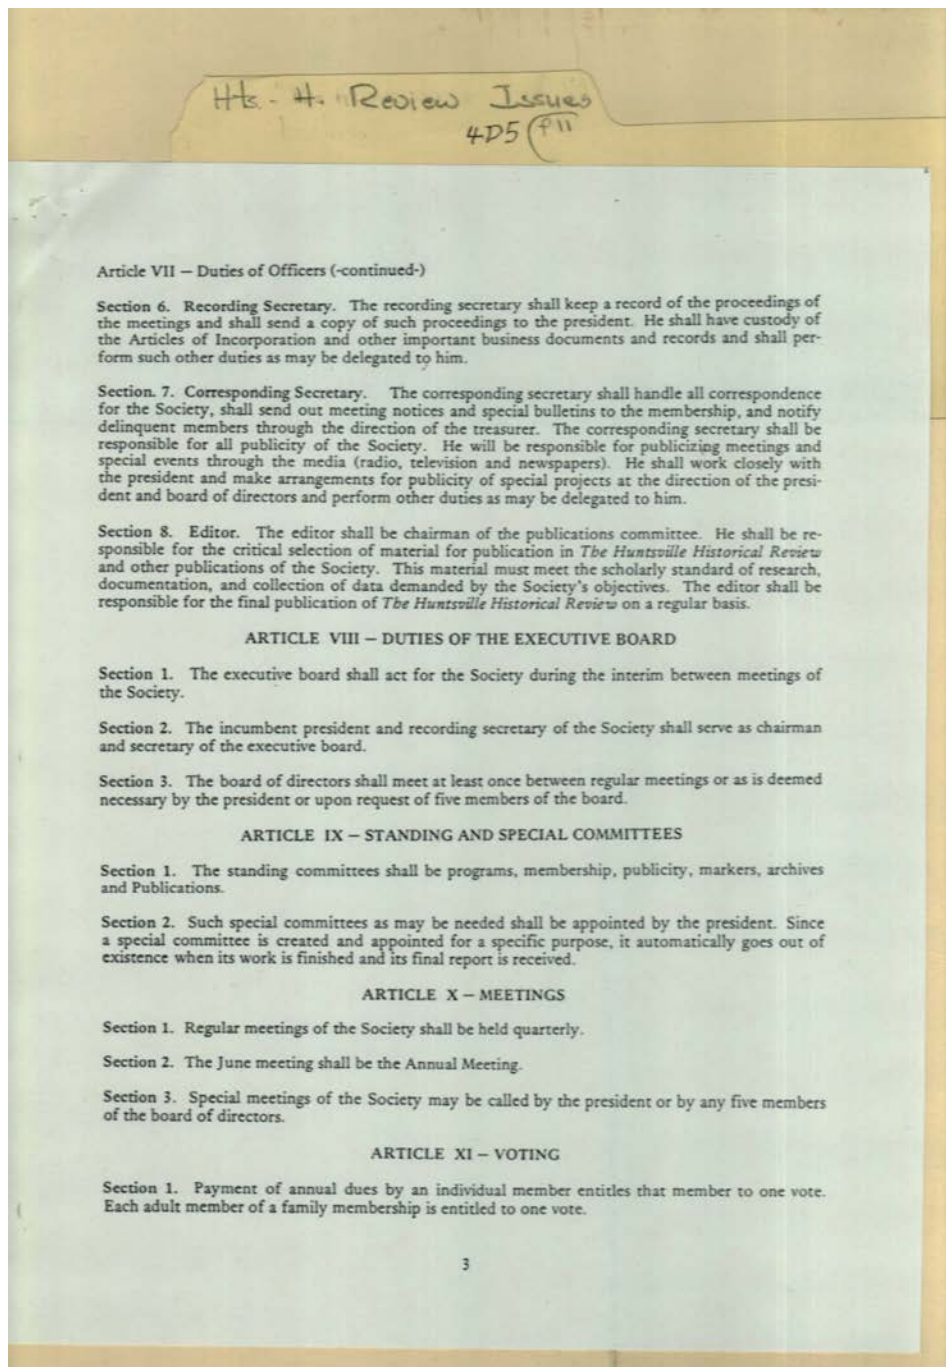 Hts. - H. Review Issues
4D5 f11
Article VII — Duties of Officers (-continued-)
Section 6. Recording Secretary. The recording secretary shall keep a record of the proceedings of
the meetings and shall send a copy of such proceedings to the president. He shall have custody of
the Articles of Incorporation and other important business documents and records and shall per-
form such other duties as may be delegated to him.
Section. 7. Corresponding Secretary. The corresponding secretary shall handle all correspondence
for the Society, shall send out meeting notices and special bulletins to the membership, and notify
delinquent members through the direction of the treasurer. The corresponding secretary shall be
responsible for all publicity of the Society. He will be responsible for publicizing meetings and
special events through the media (radio, television and newspapers). He shall work closely with
the president and make arrangements for publicity of special projects at the direction of the presi-
dent and board of directors and perform other duties as may be delegated to him.
Section 8. Editor. The editor shall be chairman of the publications committee. He shall be re-
sponsible for the critical selection of material for publication in The Huntsville Historical Review
and other publications of the Society. This material must meet the scholarly standard of research,
documentation, and collection of data demanded by the Society's objectives. The editor shall be
responsible for the final publication of The Huntsville Historical Review on a regular basis.
ARTICLE VIII — DUTIES OF THE EXECUTIVE BOARD
Section 1. The executive board shall act for the Society during the interim between meetings of
the Society.
Section 2. The incumbent president and recording secretary of the Society shall serve as chairman
and secretary of the executive board.
Section 3. The board of directors shall meet at least once between regular meetings or as is deemed
necessary by the president or upon request of five members of the board.
ARTICLE IX — STANDING AND SPECIAL COMMITTEES
Section 1. The standing committees shall be programs, membership, publicity, markers, archives
and Publications.
Section 2. Such special committees as may be needed shall be appointed by the president. Since
a special committee is created and appointed for a specific purpose, it automatically goes out of
existence when its work is finished and its final report is received.
ARTICLE X — MEETINGS
Section 1. Regular meetings of the Society shall be held quarterly.
Section 2. The June meeting shall be the Annual Meeting.
Section 3. Special meetings of the Society may be called by the president or by any five members
of the board of directors.
ARTICLE XI — VOTING
Section 1. Payment of annual dues by an individual member entitles that member to one vote.
Each adult member of a family membership is entitled to one vote.
3